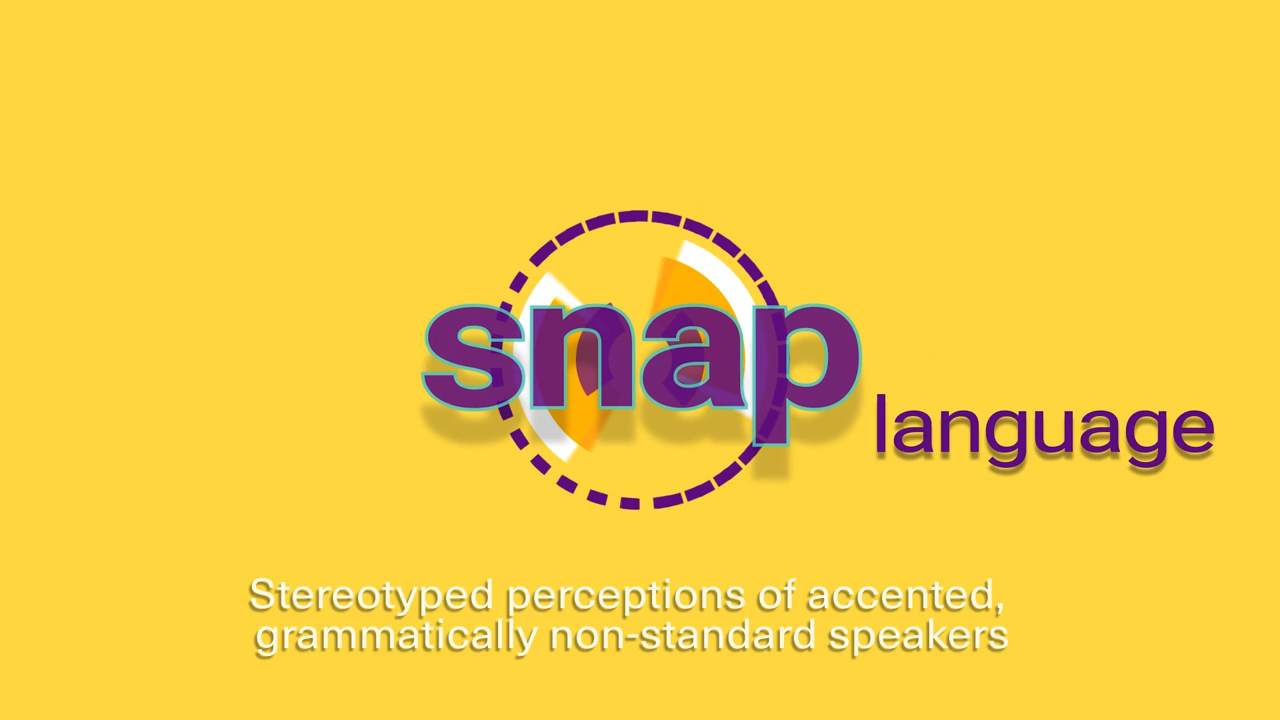 snap
language
Stereotyped perceptions of accented,
grammatically non-standard speakers